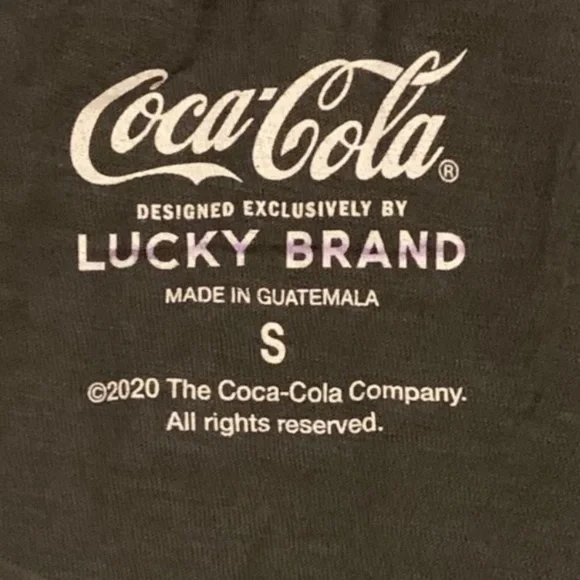 Coca-Cola®
DESIGNED EXCLUSIVELY BY
LUCKY BRAND
MADE IN GUATEMALA
S
©2020 The Coca-Cola Company.
All rights reserved.